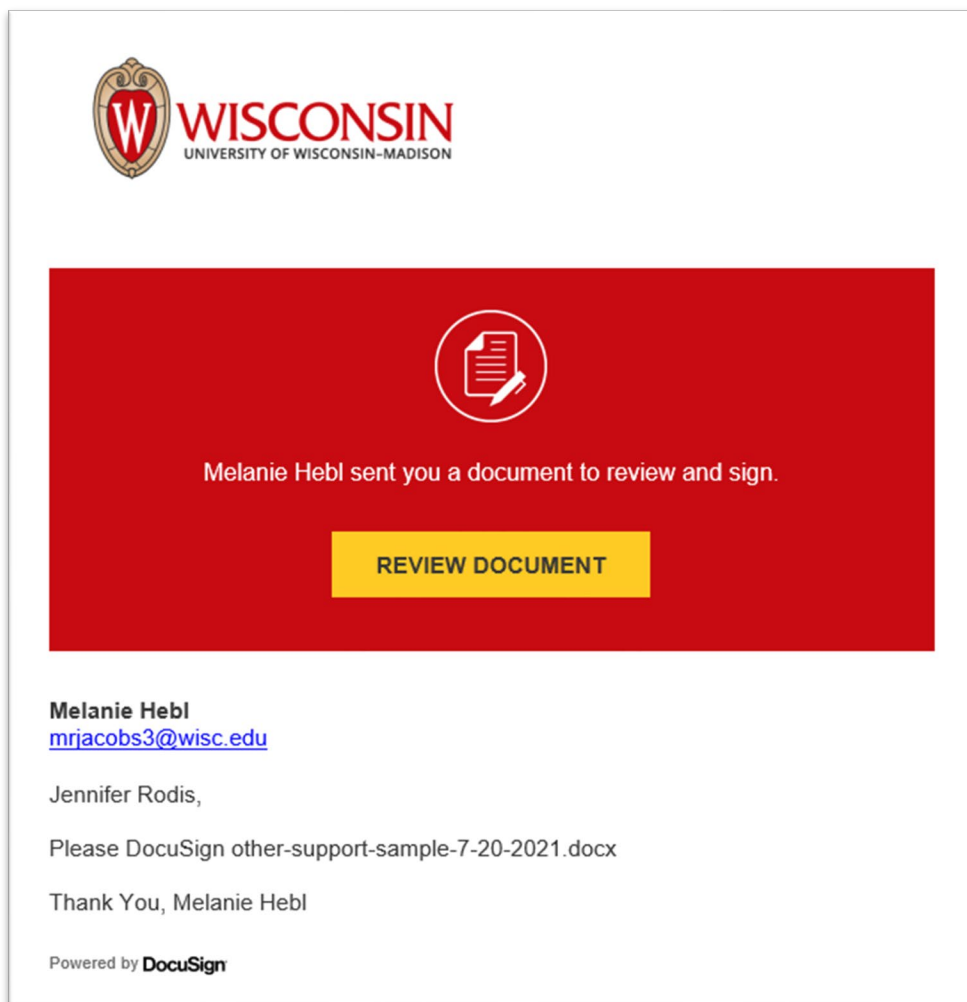 W
WISCONSIN
UNIVERSITY OF WISCONSIN–MADISON
Melanie Hebl sent you a document to review and sign.
REVIEW DOCUMENT
Melanie Hebl
mrjacobs3@wisc.edu
Jennifer Rodis,
Please DocuSign other-support-sample-7-20-2021.docx
Thank You, Melanie Hebl
Powered by DocuSign